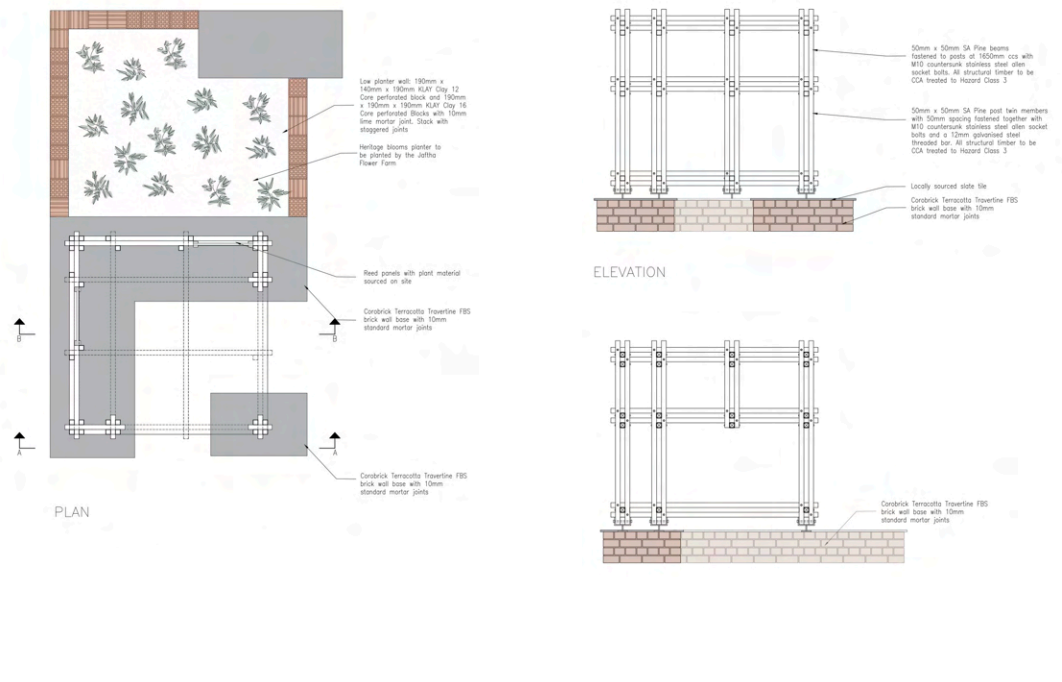 Low planter wall: 190mm x
140mm x 190mm KLAY Clay 12
Core perforated block and 190mm
x 190mm x 190mm KLAY Clay 16
Core perforated Blocks with 10mm
lime mortar joint. Stack with
staggered joints
Heritage blooms planter to
be planted by the Jaftha
Flower Farm
Reed panels with plant material
sourced on site
Corobrick Terracotta Travertine FBS
brick wall base with 10mm
standard mortar joints
B
B
A
A
Corobrick Terracotta Travertine FBS
brick wall base with 10mm
standard mortar joints
PLAN
50mm x 50mm SA Pine beams
fastened to posts at 1650mm ccs with
M10 countersunk stainless steel allen
socket bolts. All structural timber to be
CCA treated to Hazard Class 3
50mm x 50mm SA Pine post twin members
with 50mm spacing fastened together with
M10 countersunk stainless steel allen socket
bolts and a 12mm galvanised steel
threaded bar. All structural timber to be
CCA treated to Hazard Class 3
Locally sourced slate tile
Corobrick Terracotta Travertine FBS
brick wall base with 10mm
standard mortar joints
ELEVATION
Corobrick Terracotta Travertine FBS
brick wall base with 10mm
standard mortar joints